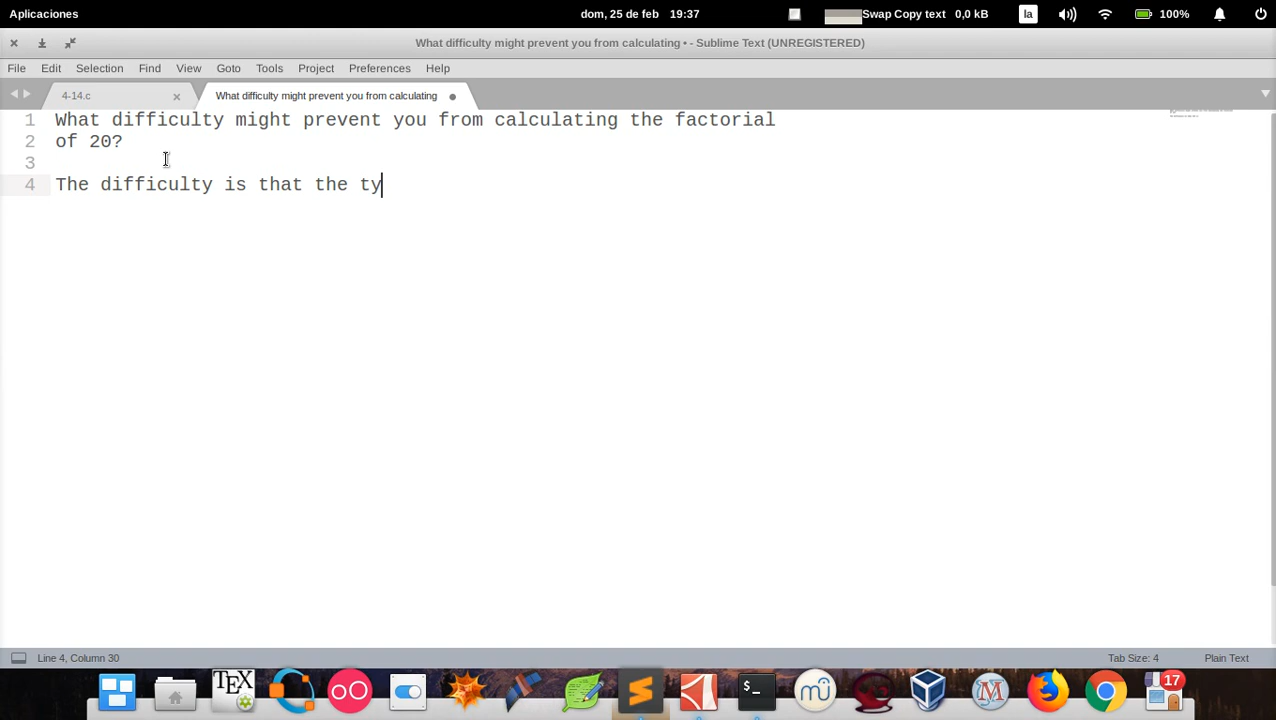 Aplicaciones dom, 25 de feb 19:37 Swap Copy text 0,0 kB la 100%
What difficulty might prevent you from calculating • - Sublime Text (UNREGISTERED)
File Edit Selection Find View Goto Tools Project Preferences Help
4-14.c What difficulty might prevent you from calculating
1 What difficulty might prevent you from calculating the factorial
2 of 20?
3
4 The difficulty is that the ty
Line 4, Column 30 Tab Size: 4 Plain Text
TEX >_ mu M 17